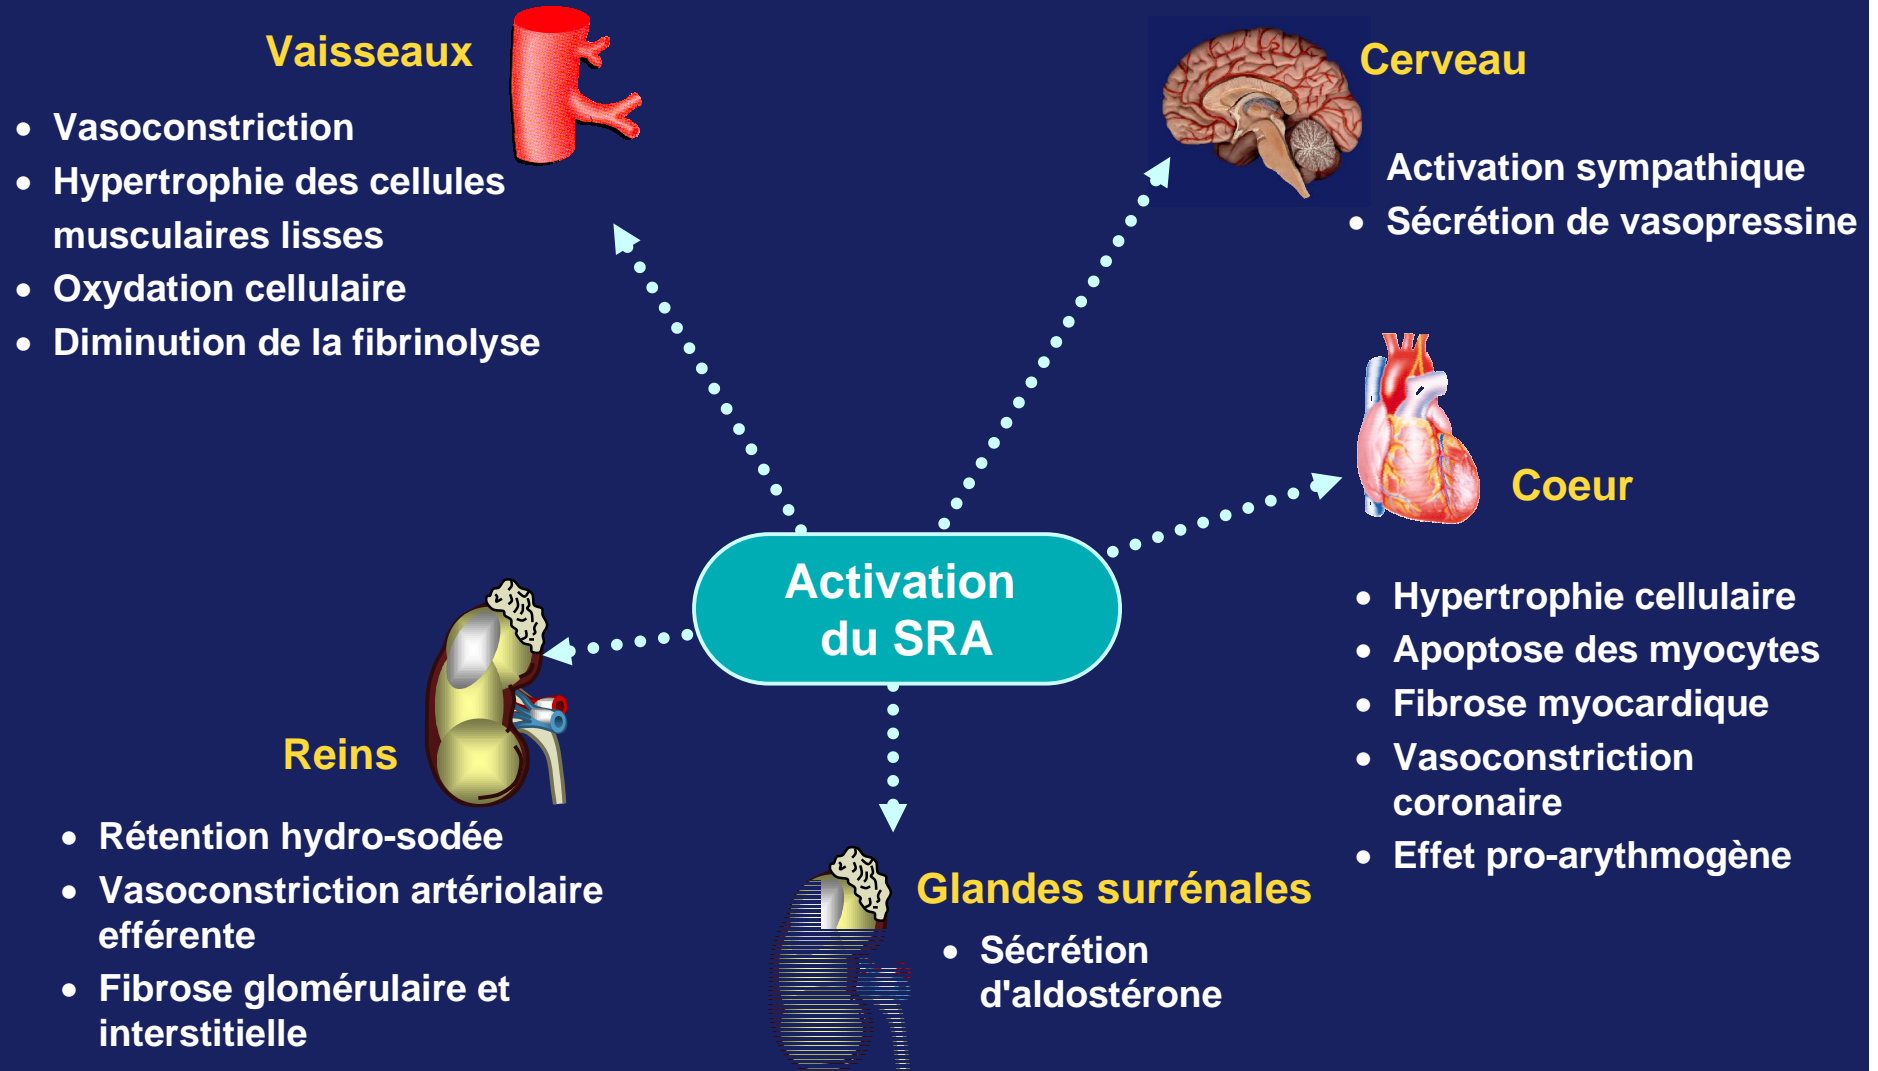 Vaisseaux
• Vasoconstriction
• Hypertrophie des cellules
musculaires lisses
• Oxydation cellulaire
• Diminution de la fibrinolyse
Cerveau
Activation sympathique
• Sécrétion de vasopressine
Coeur
• Hypertrophie cellulaire
• Apoptose des myocytes
• Fibrose myocardique
• Vasoconstriction
coronaire
• Effet pro-arythmogène
Activation
du SRA
Reins
• Rétention hydro-sodée
• Vasoconstriction artériolaire
efférente
• Fibrose glomérulaire et
interstitielle
Glandes surrénales
• Sécrétion
d'aldostérone